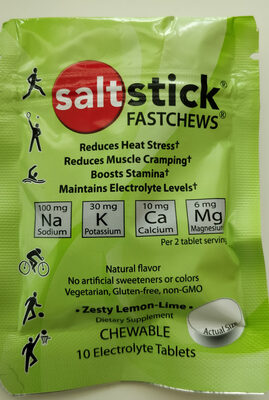 saltstick®
FASTCHEWS®
Reduces Heat Stress†
Reduces Muscle Cramping†
Boosts Stamina†
Maintains Electrolyte Levels†
100 mg 30 mg 10 mg 6 mg
Na K Ca Mg
Sodium Potassium Calcium Magnesium
Per 2 tablet serving
Natural flavor
No artificial sweeteners or colors
Vegetarian, Gluten-free, non-GMO
• Zesty Lemon-Lime •
Dietary Supplement
CHEWABLE
Actual Size
10 Electrolyte Tablets